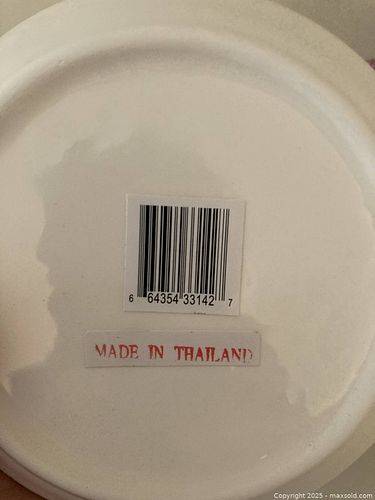 6 64354 33142 7
MADE IN THAILAND
Copyright © 2025 - maxsold.com